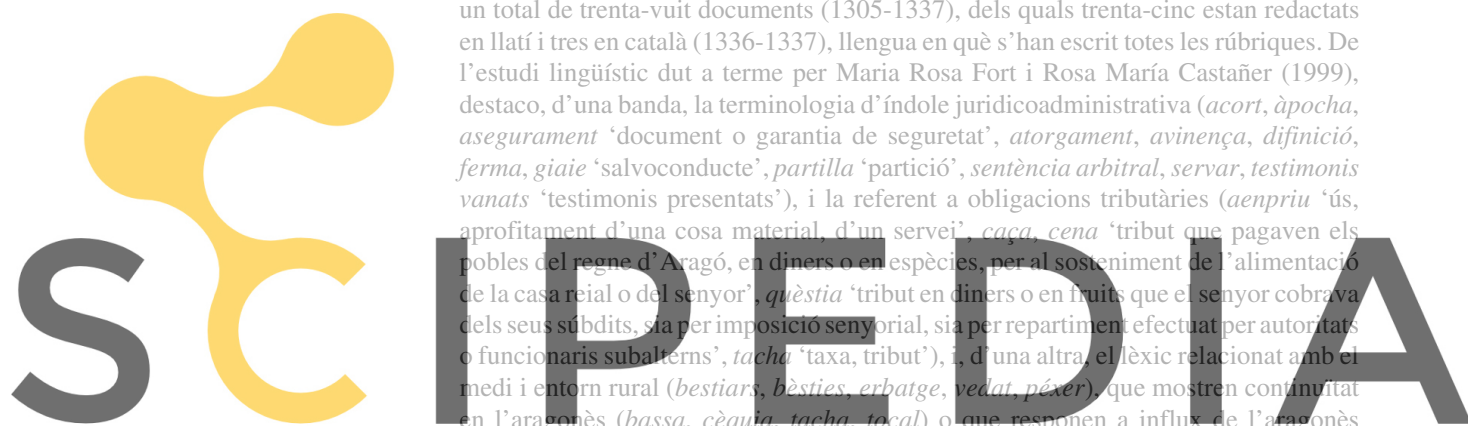 un total de trenta-vuit documents (1305-1337), dels quals trenta-cinc estan redactats
en llatí i tres en català (1336-1337), llengua en què s’han escrit totes les rúbriques. De
l’estudi lingüístic dut a terme per Maria Rosa Fort i Rosa María Castañer (1999),
destaco, d’una banda, la terminologia d’índole juridicoadministrativa (acort, àpocha,
asegurament ‘document o garantia de seguretat’, atorgament, avinença, difinició,
ferma, giaie ‘salvoconducte’, partilla ‘partició’, sentència arbitral, servar, testimonis
vanats ‘testimonis presentats’), i la referent a obligacions tributàries (aenpriu ‘ús,
aprofitament d’una cosa material, d’un servei’, caça, cena ‘tribut que pagaven els
pobles del regne d’Aragó, en diners o en espècies, per al sosteniment de l’alimentació
de la casa reial o del senyor’, quèstia ‘tribut en diners o en fruits que el senyor cobrava
dels seus súbdits, sia per imposició senyorial, sia per repartiment efectuat per autoritats
o funcionaris subalterns’, tacha ‘taxa, tribut’), i, d’una altra, el lèxic relacionat amb el
medi i entorn rural (bestiars, bèsties, erbatge, vedat, péxer), que mostren continuïtat
en l’aragonès (bassa, cèquia, tacha, tocal) o que responen a influx de l’aragonès
SCIPEDIA